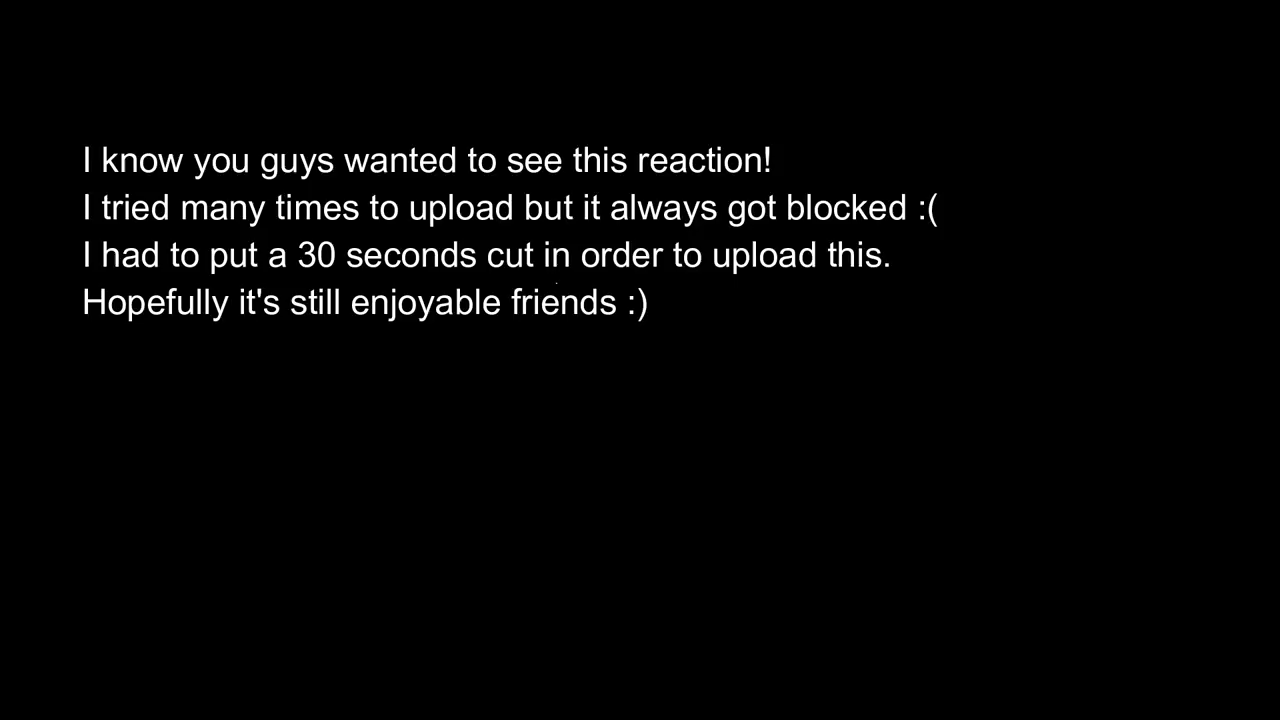 I know you guys wanted to see this reaction!
I tried many times to upload but it always got blocked :(
I had to put a 30 seconds cut in order to upload this.
Hopefully it's still enjoyable friends :)